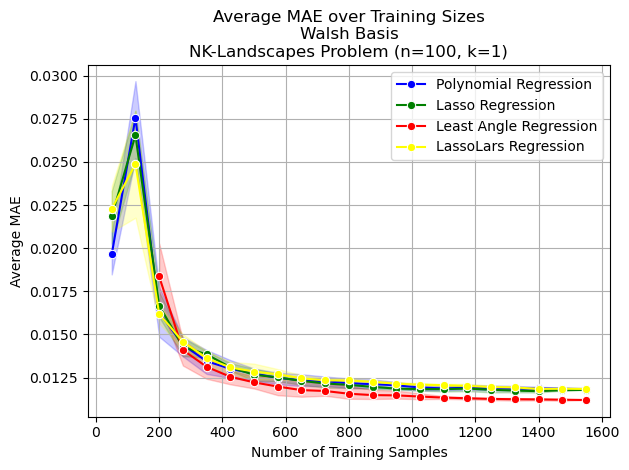 Average MAE over Training Sizes
Walsh Basis
NK-Landscapes Problem (n=100, k=1)
Polynomial Regression
Lasso Regression
Least Angle Regression
LassoLars Regression
Average MAE
0.0300
0.0275
0.0250
0.0225
0.0200
0.0175
0.0150
0.0125
0 200 400 600 800 1000 1200 1400 1600
Number of Training Samples